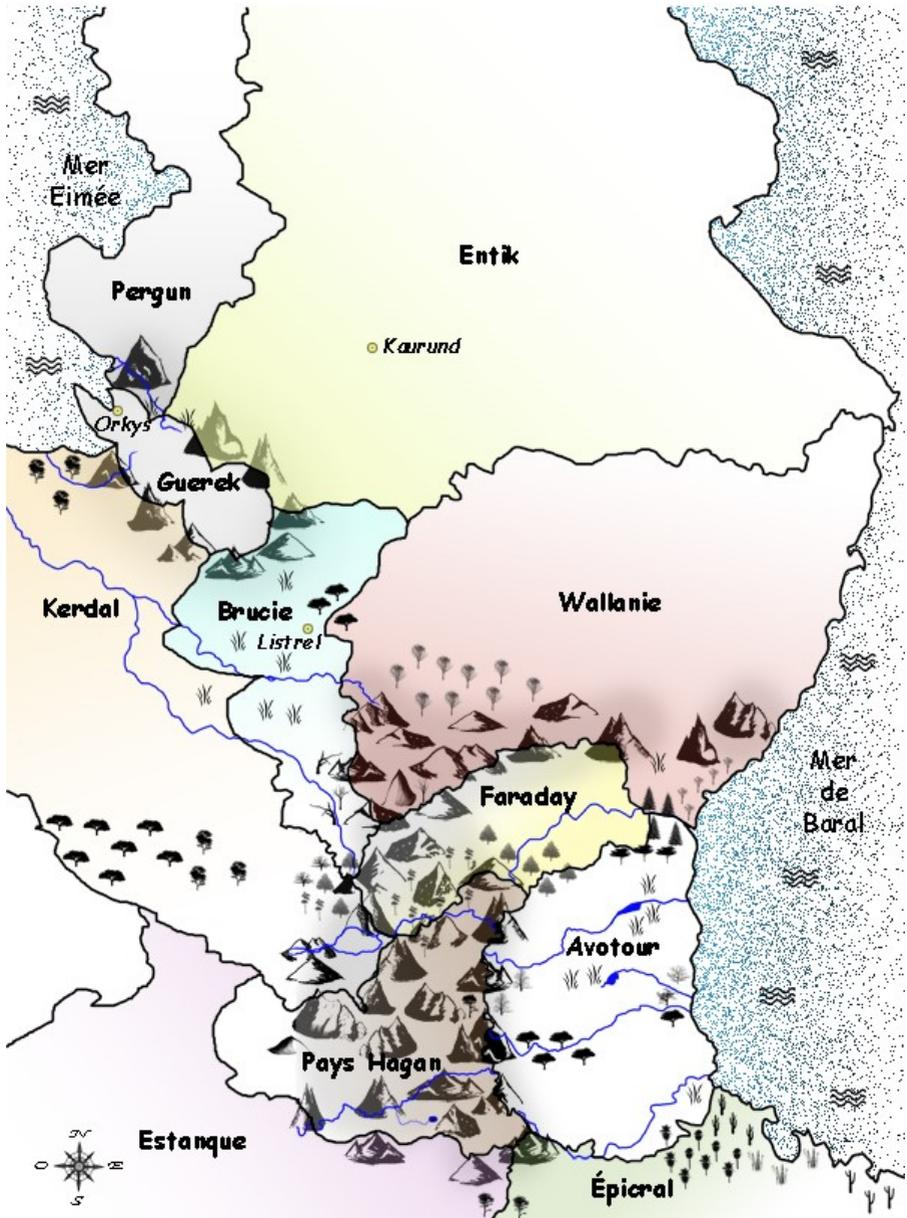 Mer
Eimée
Entik
Pergun
Kaurund
Orkys
Guerek
Kerdal
Brucie
Listrel
Wallanie
Mer
de
Baral
Faraday
Avotour
Pays Hagan
Estanque
Épicral
N
O E
S